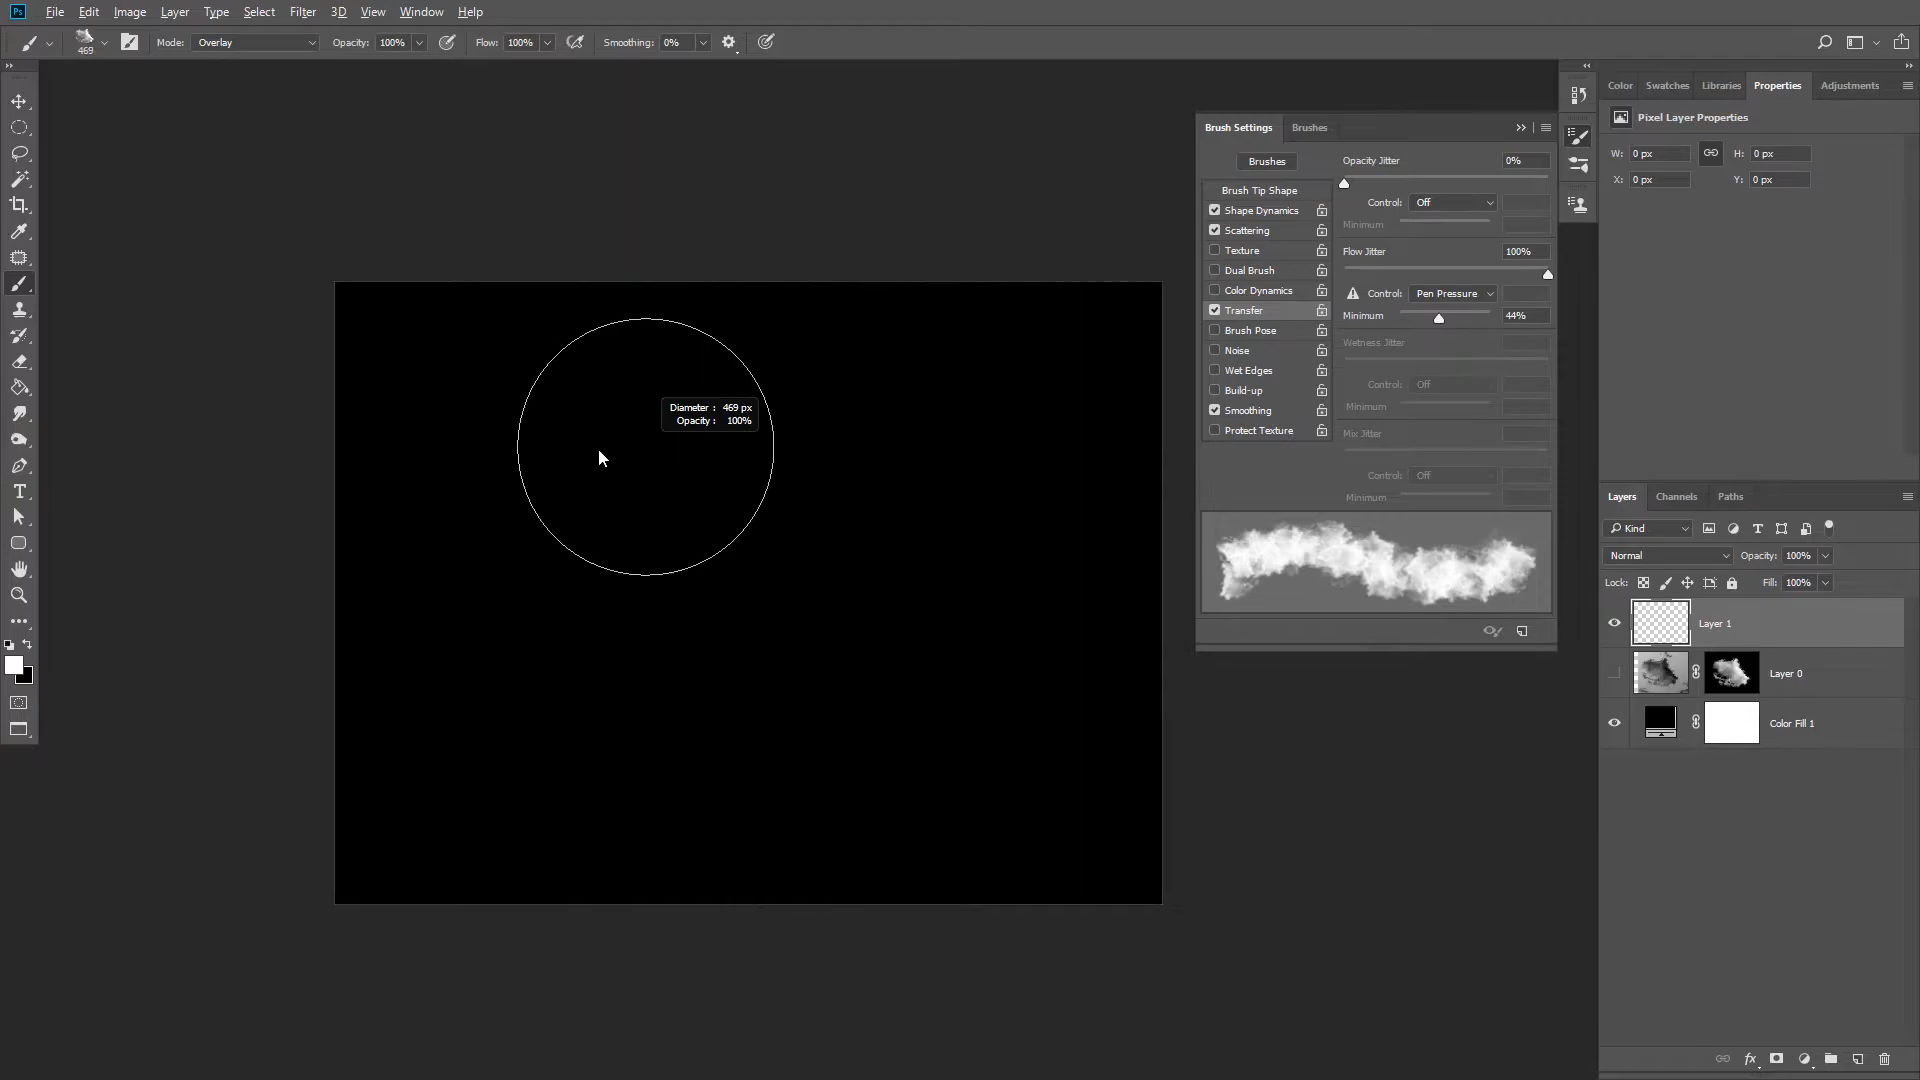 Ps File Edit Image Layer Type Select Filter 3D View Window Help
469 Mode: Overlay Opacity: 100% Flow: 100% Smoothing: 0%
Color Swatches Libraries Properties Adjustments
Pixel Layer Properties
W: 0 px H: 0 px
X: 0 px Y: 0 px
Brush Settings Brushes
Brushes
Brush Tip Shape
Shape Dynamics
Scattering
Texture
Dual Brush
Color Dynamics
Transfer
Brush Pose
Noise
Wet Edges
Build-up
Smoothing
Protect Texture
Opacity Jitter 0%
Control: Off
Minimum
Flow Jitter 100%
Control: Pen Pressure
Minimum 44%
Wetness Jitter
Control: Off
Minimum
Mix Jitter
Control: Off
Minimum
Diameter : 469 px
Opacity : 100%
T
Layers Channels Paths
Kind T
Normal Opacity: 100%
Lock: Fill: 100%
Layer 1
Layer 0
Color Fill 1
fx